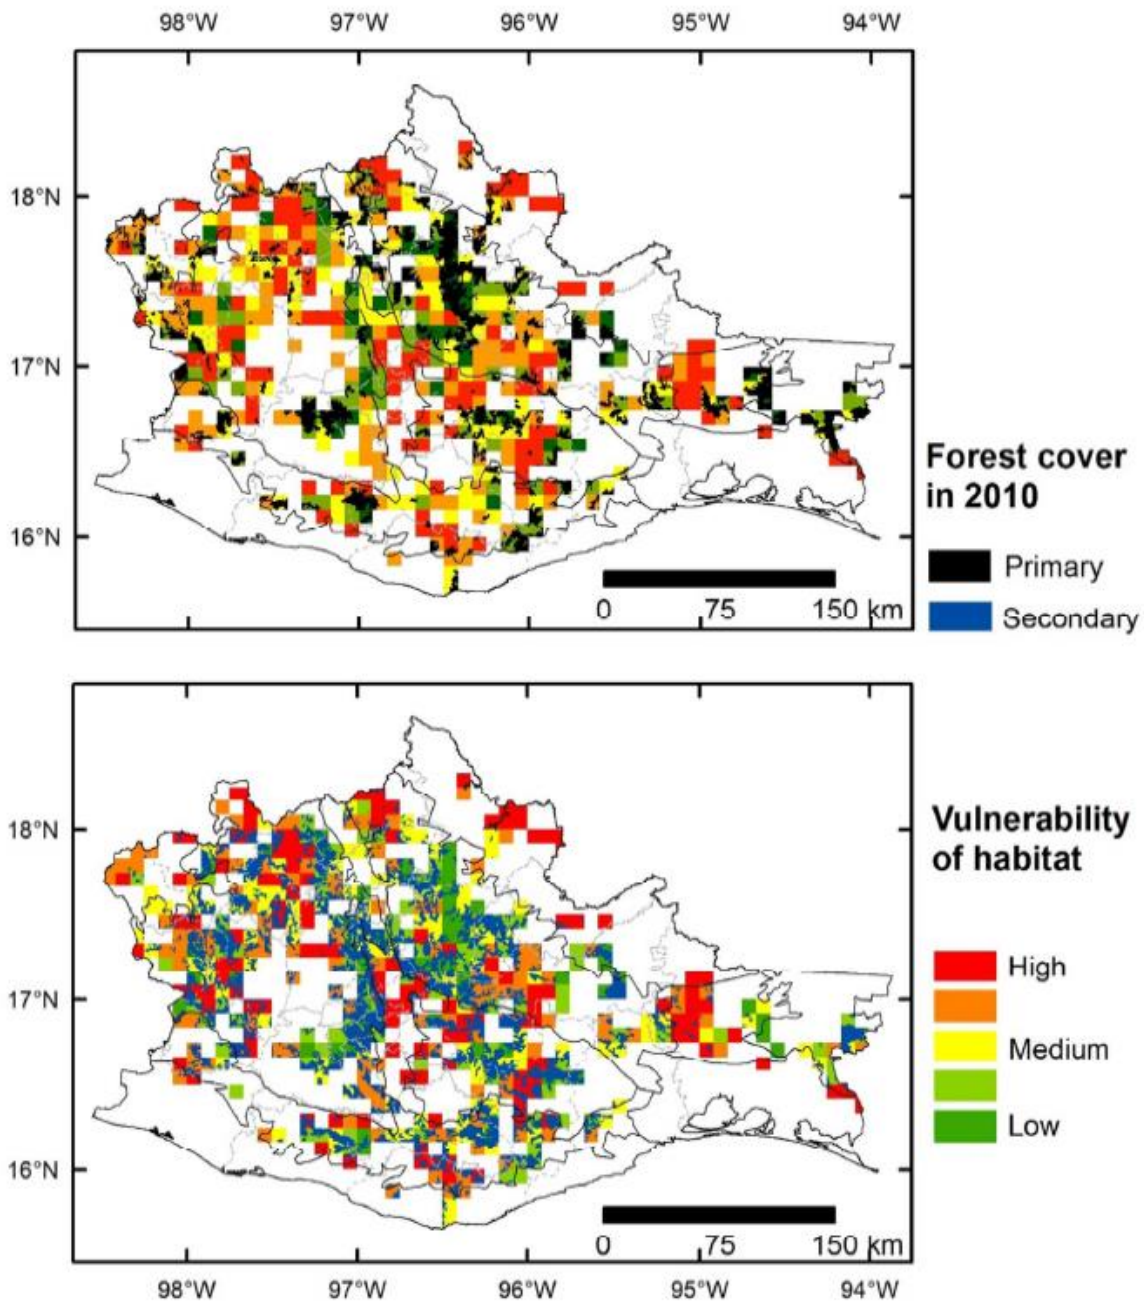 98°W 97°W 96°W 95°W 94°W
18°N
17°N
16°N
0 75 150 km
Forest cover
in 2010
Primary
Secondary
18°N
17°N
16°N
0 75 150 km
98°W 97°W 96°W 95°W 94°W
Vulnerability
of habitat
High
Medium
Low